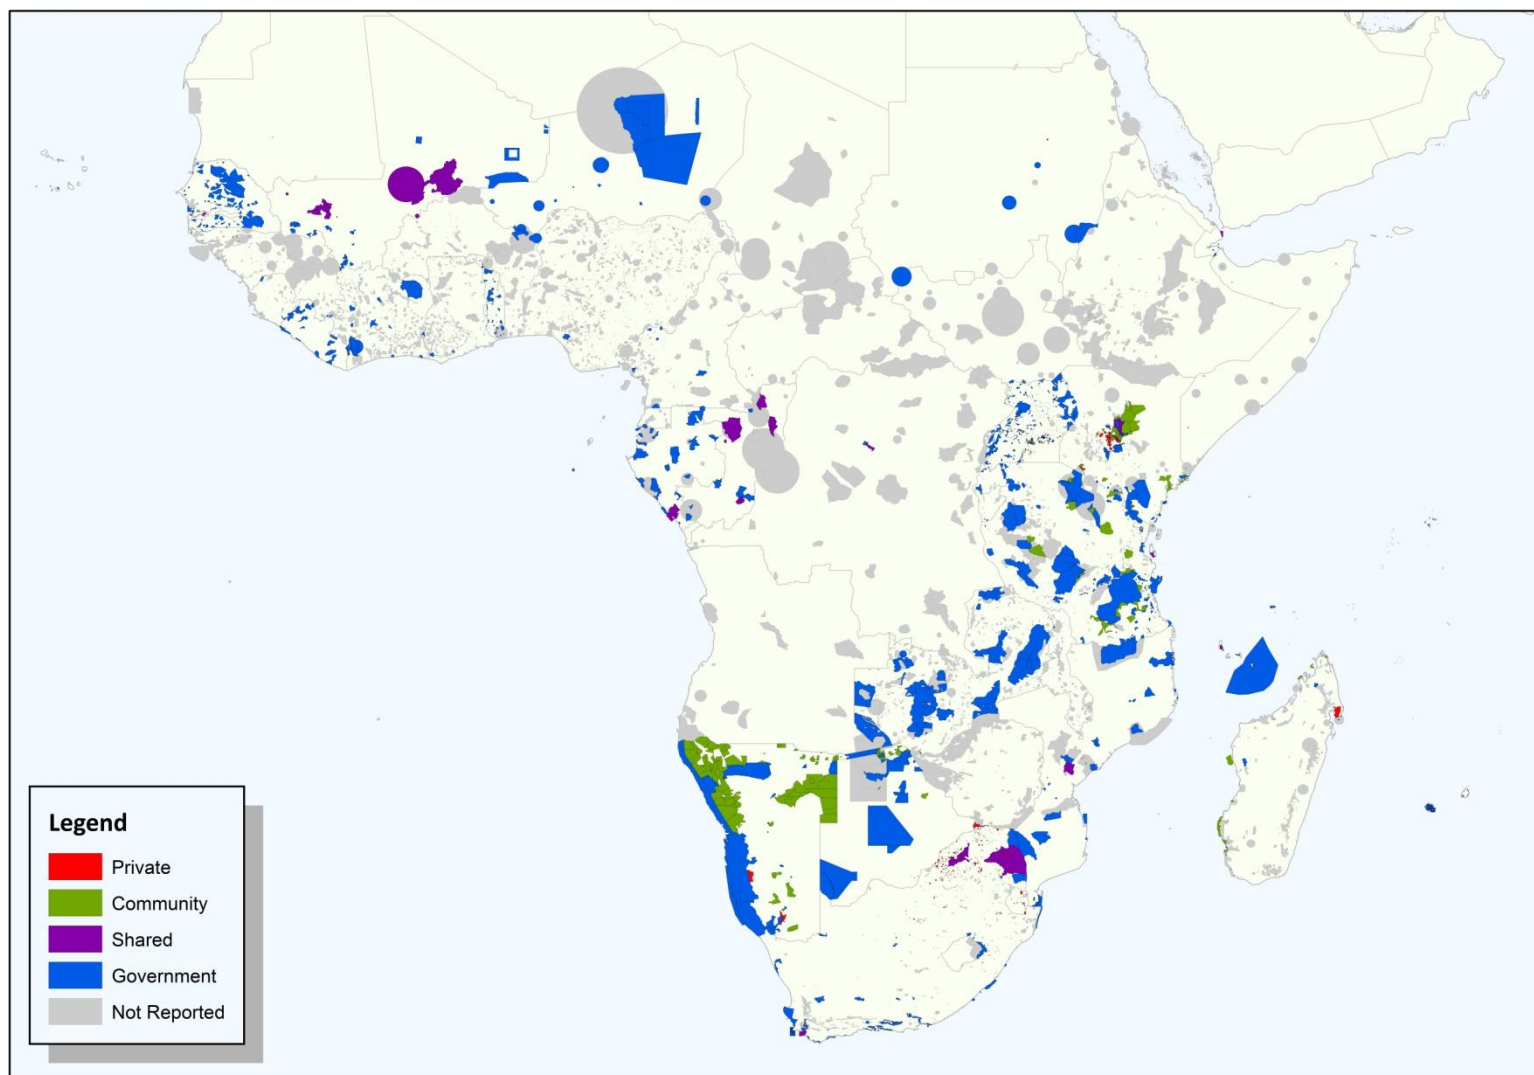 Legend
Private
Community
Shared
Government
Not Reported